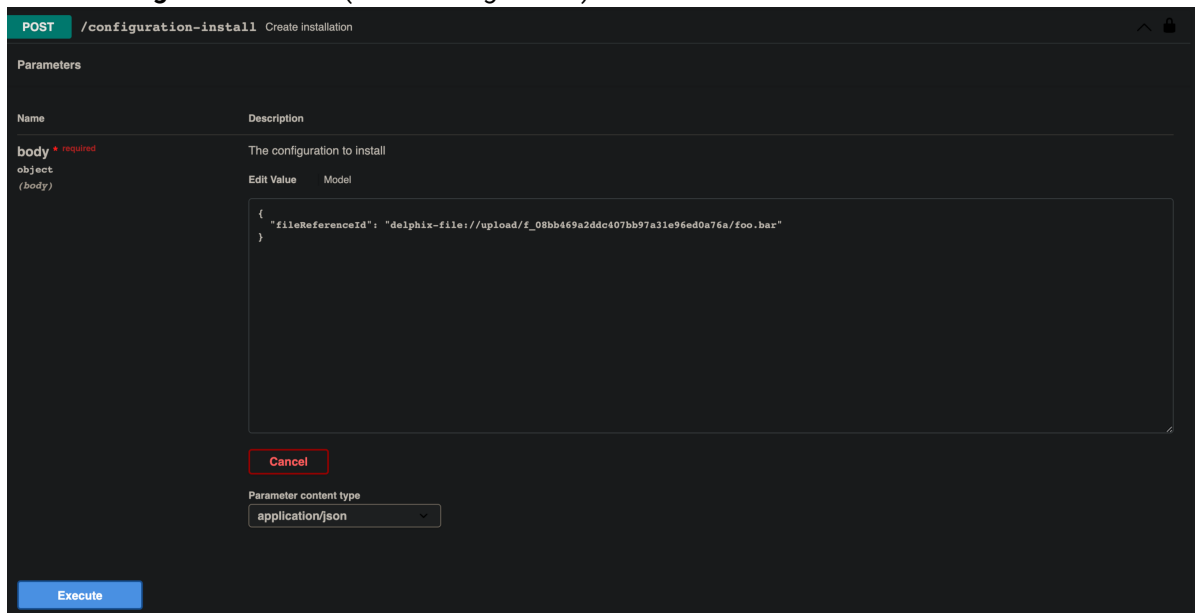 POST /configuration-install Create installation
Parameters
Name Description
body * required The configuration to install
object
(body)
Edit Value Model
{
"fileReferenceId": "delphix-file://upload/f_08bb469a2ddc407bb97a31e96ed0a76a/foo.bar"
}
Cancel
Parameter content type
application/json
Execute